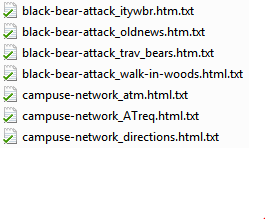 black-bear-attack_itywbr.htm.txt
black-bear-attack_oldnews.htm.txt
black-bear-attack_trav_bears.htm.txt
black-bear-attack_walk-in-woods.html.txt
campuse-network_atm.html.txt
campuse-network_ATreq.html.txt
campuse-network_directions.html.txt